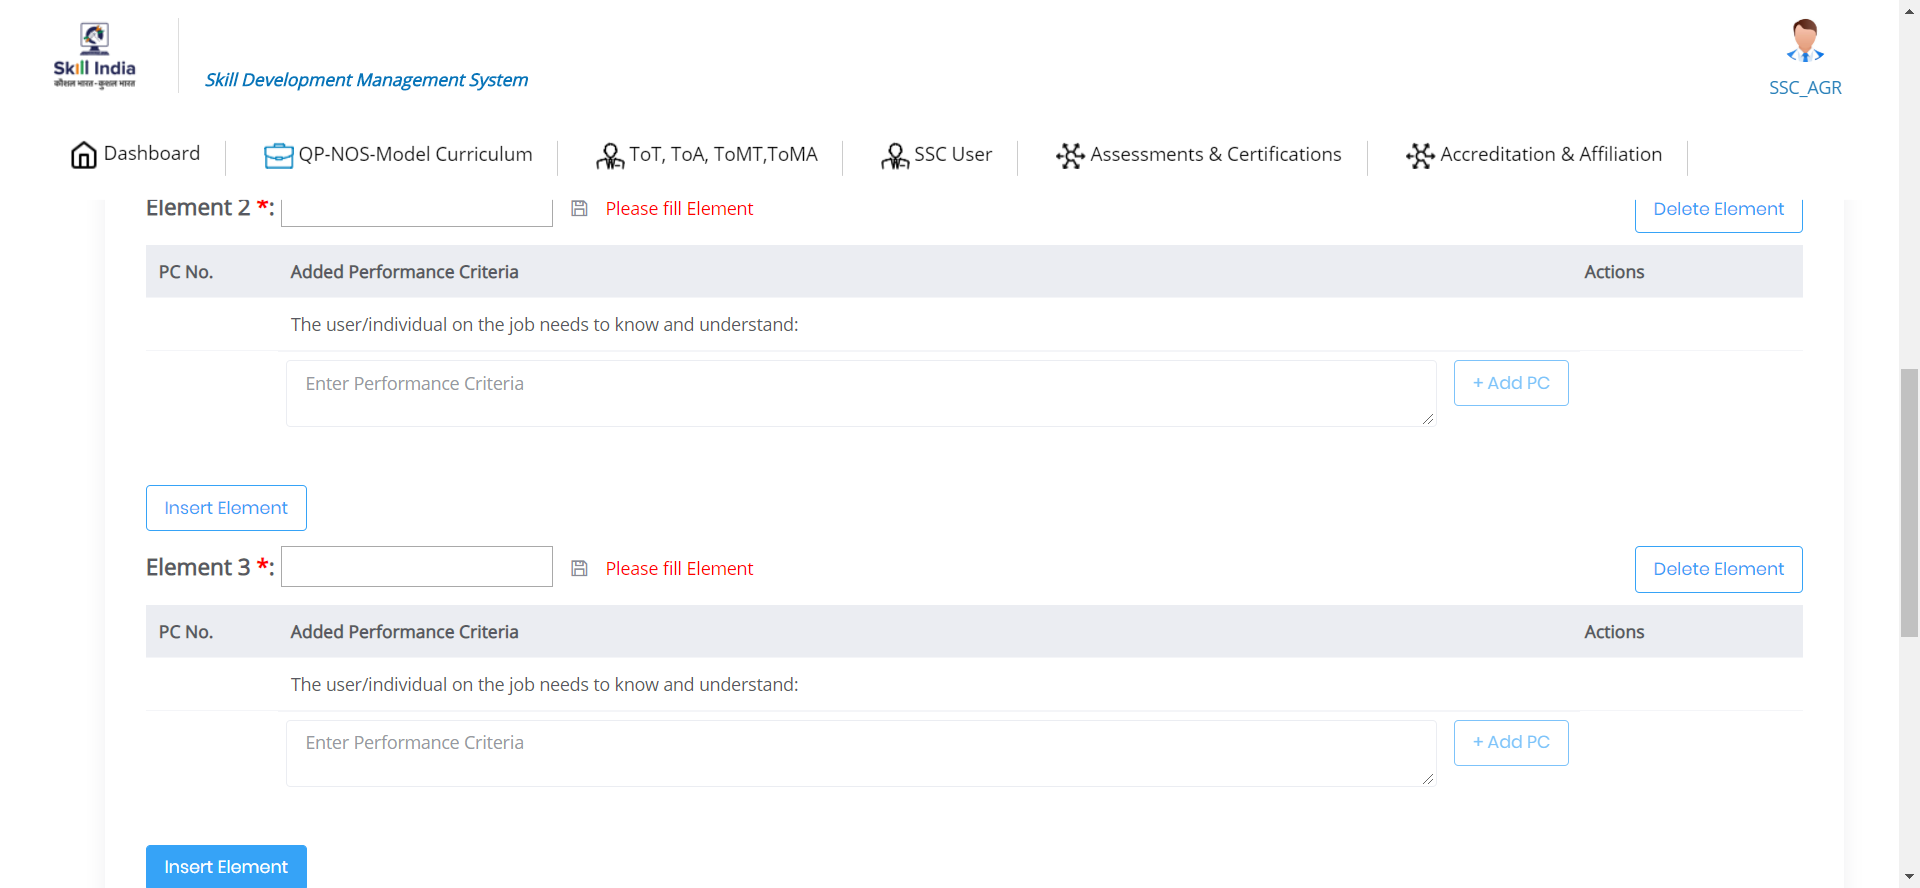 Skill India
कौशल भारत - कुशल भारत
Skill Development Management System
SSC_AGR
Dashboard
QP-NOS-Model Curriculum
ToT, ToA, ToMT,ToMA
SSC User
Assessments & Certifications
Accreditation & Affiliation
Element 2 *:
Please fill Element
Delete Element
PC No. Added Performance Criteria Actions
The user/individual on the job needs to know and understand:
Enter Performance Criteria
+ Add PC
Insert Element
Element 3 *:
Please fill Element
Delete Element
PC No. Added Performance Criteria Actions
The user/individual on the job needs to know and understand:
Enter Performance Criteria
+ Add PC
Insert Element